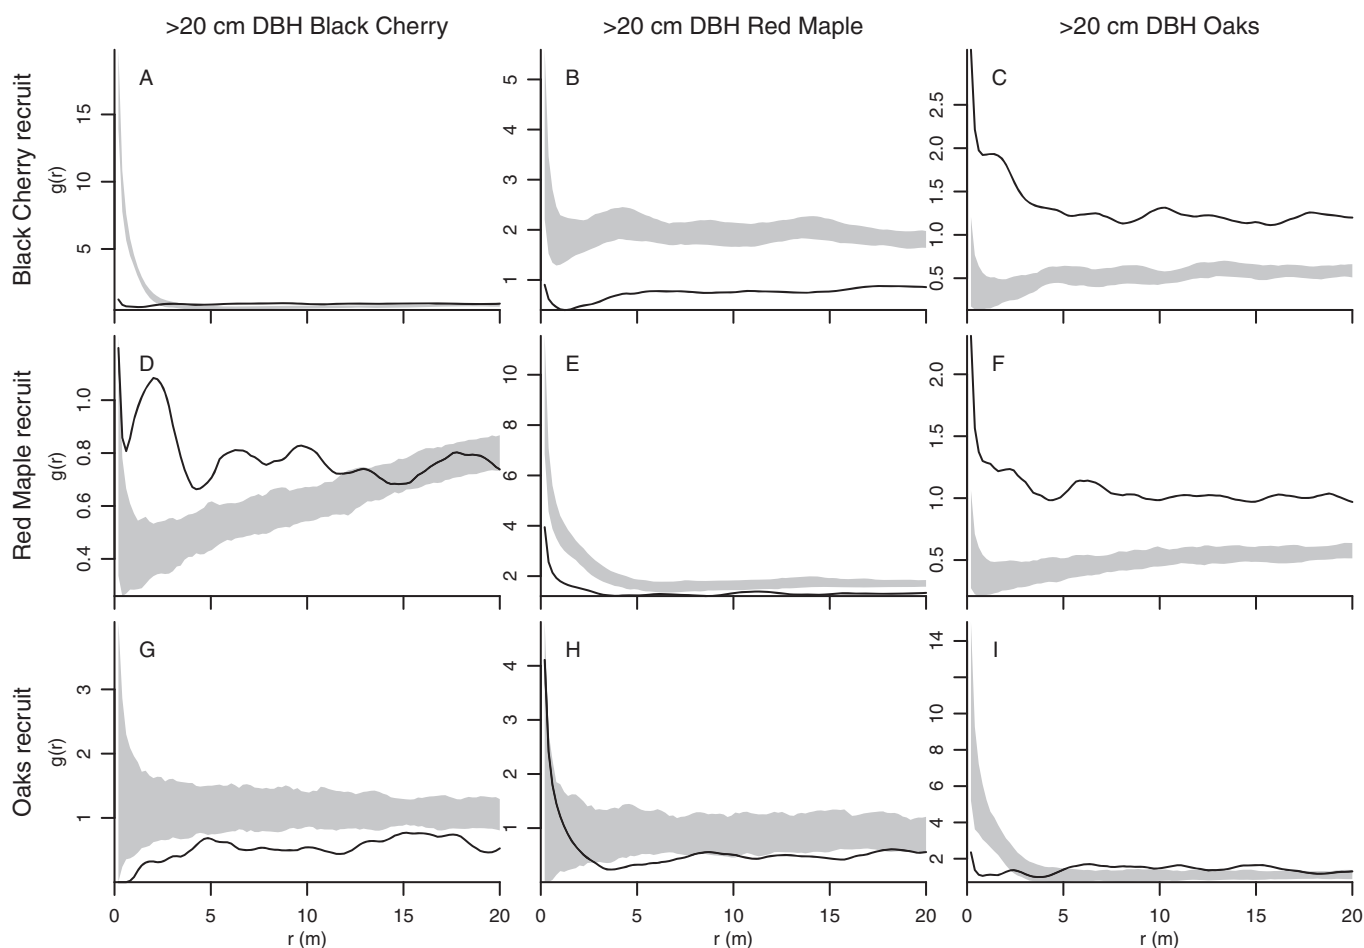 >20 cm DBH Black Cherry >20 cm DBH Red Maple >20 cm DBH Oaks
Black Cherry recruit
g(r)
A
5 10 15
B
1 2 3 4 5
C
0.5 1.0 1.5 2.0 2.5
Red Maple recruit
g(r)
D
0.4 0.6 0.8 1.0
E
2 4 6 8 10
F
0.5 1.0 1.5 2.0
Oaks recruit
g(r)
G
1 2 3
H
1 2 3 4
I
2 4 6 8 10 14
0 5 10 15 20 0 5 10 15 20 0 5 10 15 20
r (m) r (m) r (m)